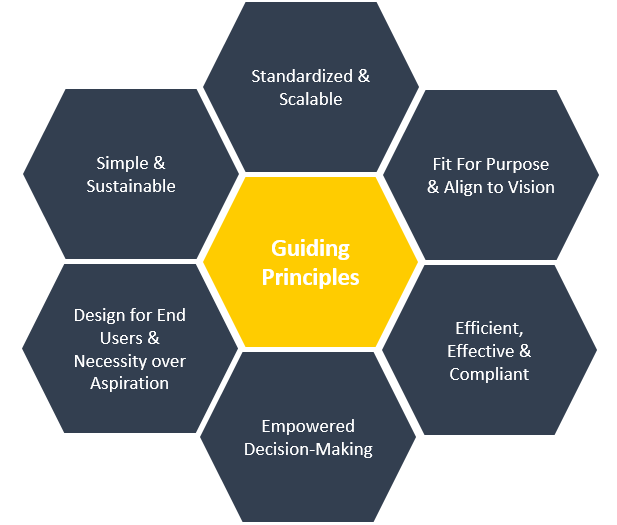 Standardized &
Scalable
Simple &
Sustainable
Fit For Purpose
& Align to Vision
Guiding
Principles
Design for End
Users &
Necessity over
Aspiration
Efficient,
Effective &
Compliant
Empowered
Decision-Making